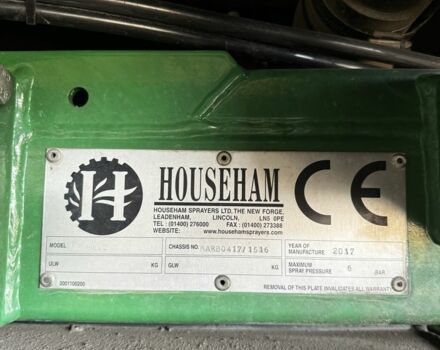 H
HOUSEHAM
CE
HOUSEHAM SPRAYERS LTD, THE NEW FORGE,
LEADENHAM, LINCOLN, LN5 0PE
TEL : (01400) 276000 FAX : (01400) 273388
WEBSITE: www.househamsprayers.com
MODEL CHASSIS NO. YEAR OF MANUFACTURE 2017
ULW KG GLW KG MAXIMUM SPRAY PRESSURE 6 BAR
2001100200 REMOVAL OF THIS PLATE INVALIDATES ALL WARRANTY